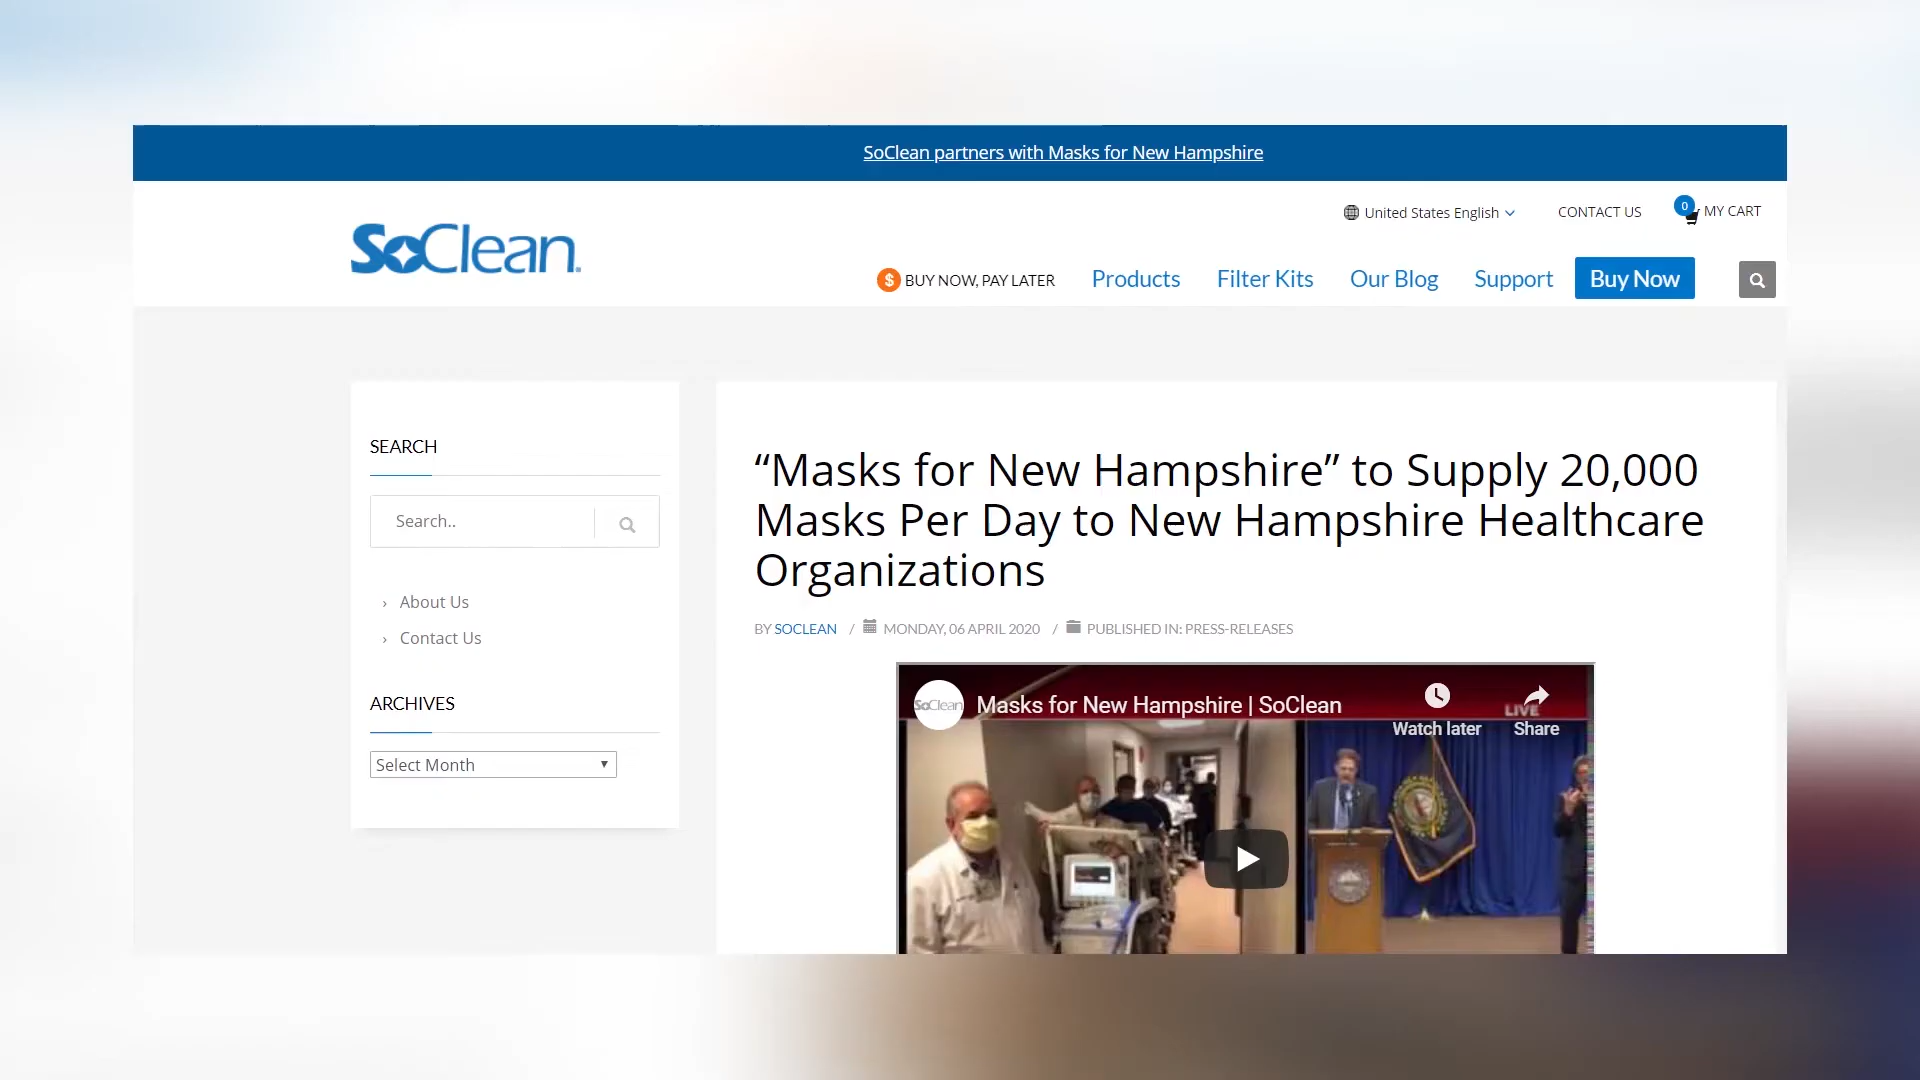 SoClean partners with Masks for New Hampshire
United States English
CONTACT US
0
MY CART
SoClean
$ BUY NOW, PAY LATER
Products
Filter Kits
Our Blog
Support
Buy Now
SEARCH
Search..
› About Us
› Contact Us
ARCHIVES
Select Month
“Masks for New Hampshire” to Supply 20,000
Masks Per Day to New Hampshire Healthcare
Organizations
BY SOCLEAN / MONDAY, 06 APRIL 2020 / PUBLISHED IN: PRESS-RELEASES
SoClean
Masks for New Hampshire | SoClean
Watch later
LIVE
Share